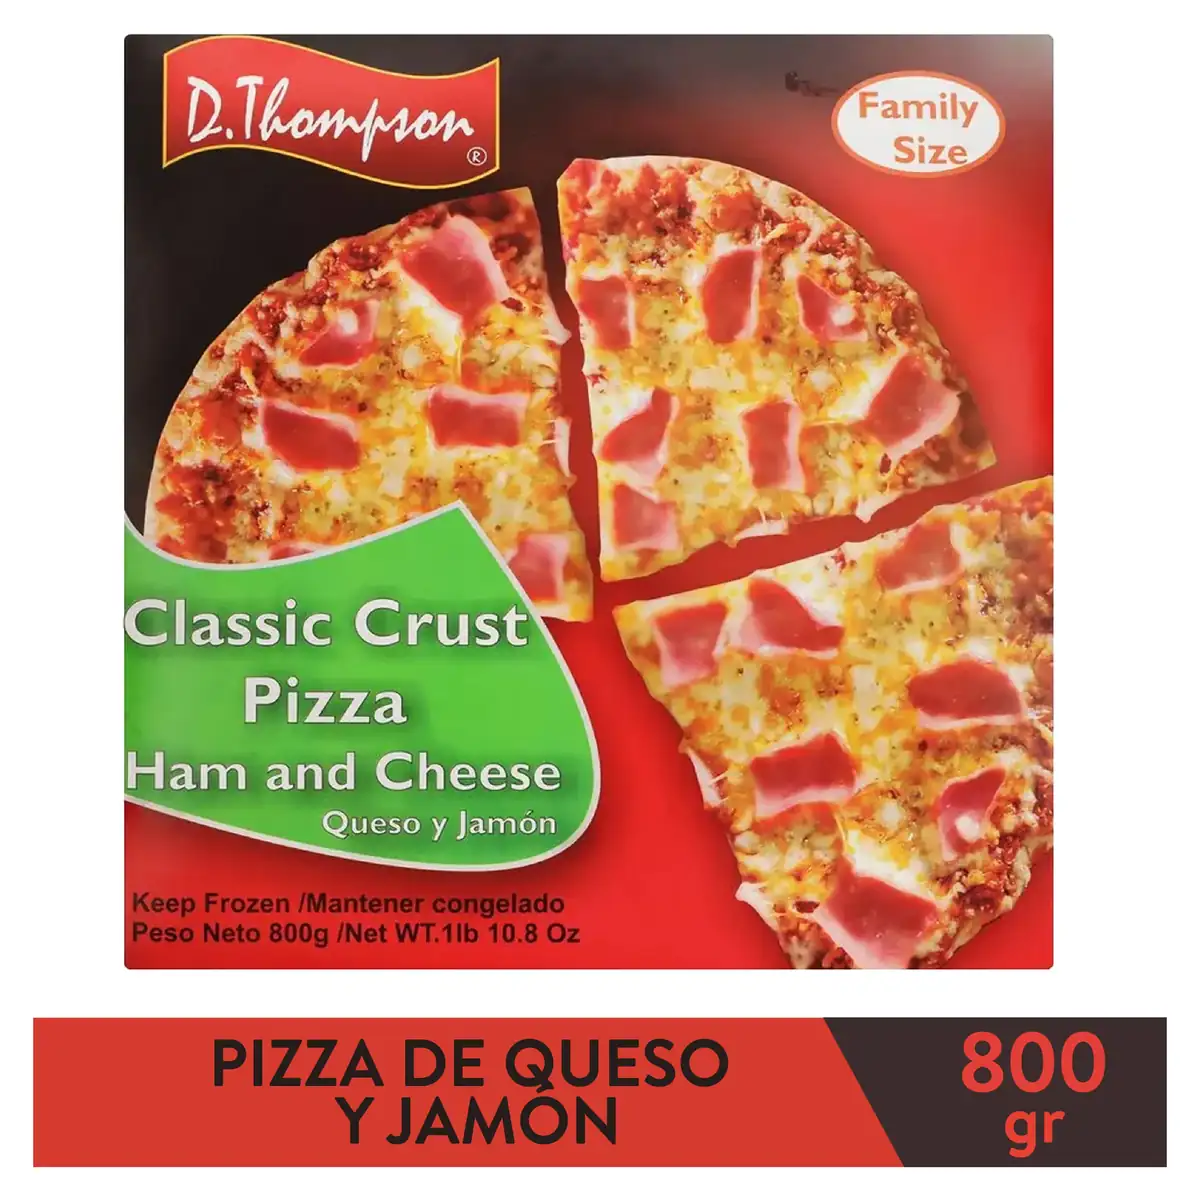 D.Thompson®
Family
Size
Classic Crust
Pizza
Ham and Cheese
Queso y Jamón
Keep Frozen /Mantener congelado
Peso Neto 800g /Net WT.1lb 10.8 Oz
PIZZA DE QUESO
Y JAMÓN
800
gr